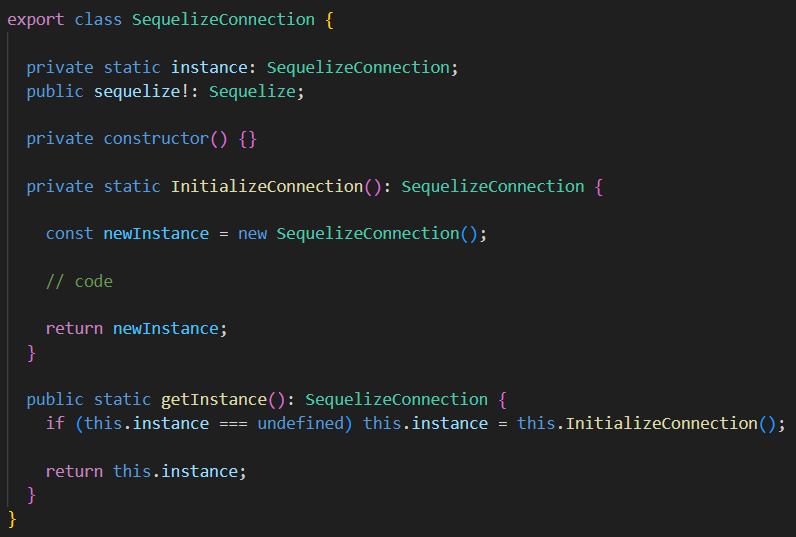 export class SequelizeConnection {
private static instance: SequelizeConnection;
public sequelize!: Sequelize;
private constructor() {}
private static InitializeConnection(): SequelizeConnection {
const newInstance = new SequelizeConnection();
// code
return newInstance;
}
public static getInstance(): SequelizeConnection {
if (this.instance === undefined) this.instance = this.InitializeConnection();
return this.instance;
}
}